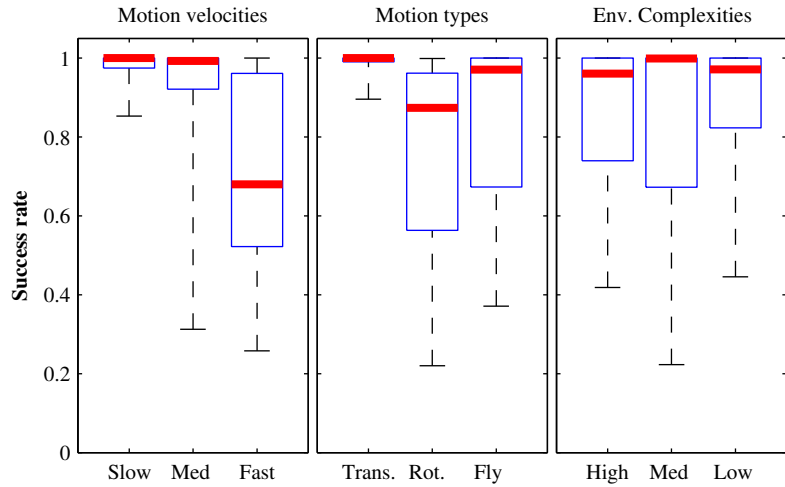 Motion velocities Motion types Env. Complexities
1
0.8
0.6
0.4
0.2
0
Success rate
Slow Med Fast Trans. Rot. Fly High Med Low